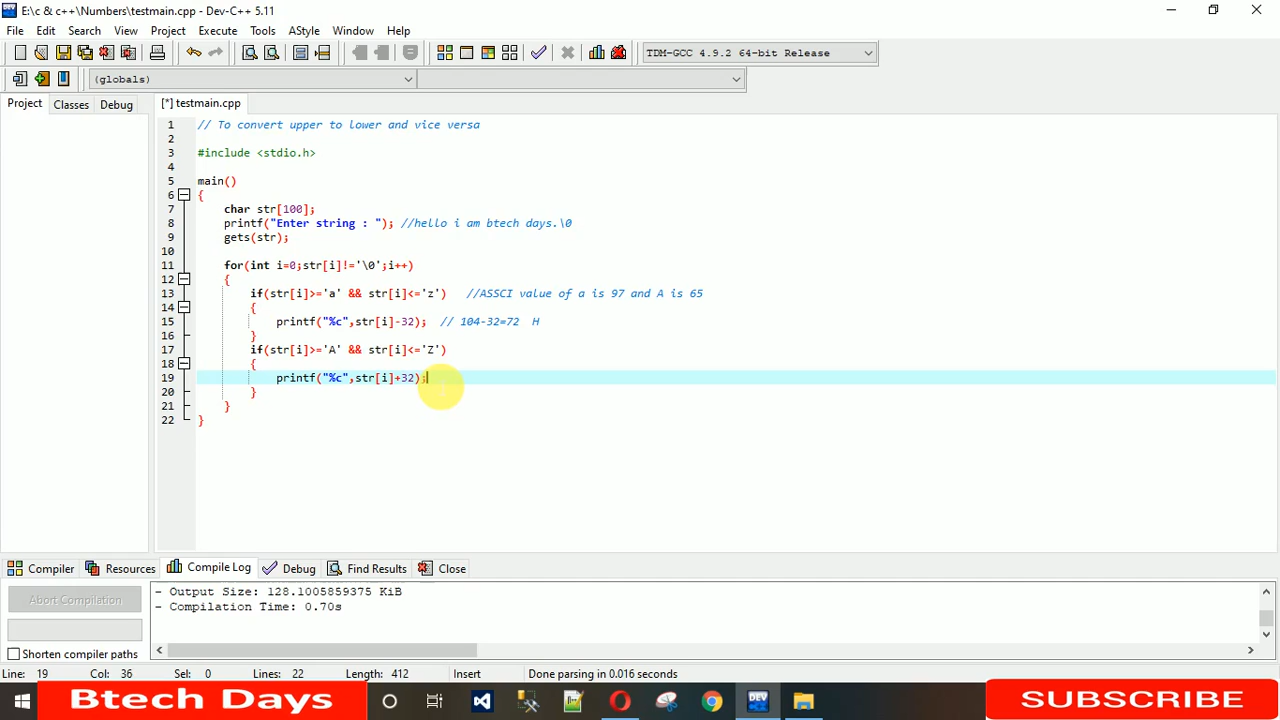 E:\c & c++\Numbers\testmain.cpp - Dev-C++ 5.11
File Edit Search View Project Execute Tools AStyle Window Help
TDM-GCC 4.9.2 64-bit Release
(globals)
Project Classes Debug [*] testmain.cpp
1 // To convert upper to lower and vice versa
2
3 #include <stdio.h>
4
5 main()
6 {
7 char str[100];
8 printf("Enter string : "); //hello i am btech days.\0
9 gets(str);
10
11 for(int i=0;str[i]!='\0';i++)
12 {
13 if(str[i]>='a' && str[i]<='z') //ASSCI value of a is 97 and A is 65
14 {
15 printf("%c",str[i]-32); // 104-32=72 H
16 }
17 if(str[i]>='A' && str[i]<='Z')
18 {
19 printf("%c",str[i]+32);
20 }
21 }
22 }
Compiler Resources Compile Log Debug Find Results Close
Abort Compilation
- Output Size: 128.1005859375 KiB
- Compilation Time: 0.70s
Shorten compiler paths
Line: 19 Col: 36 Sel: 0 Lines: 22 Length: 412 Insert Done parsing in 0.016 seconds
Btech Days SUBSCRIBE